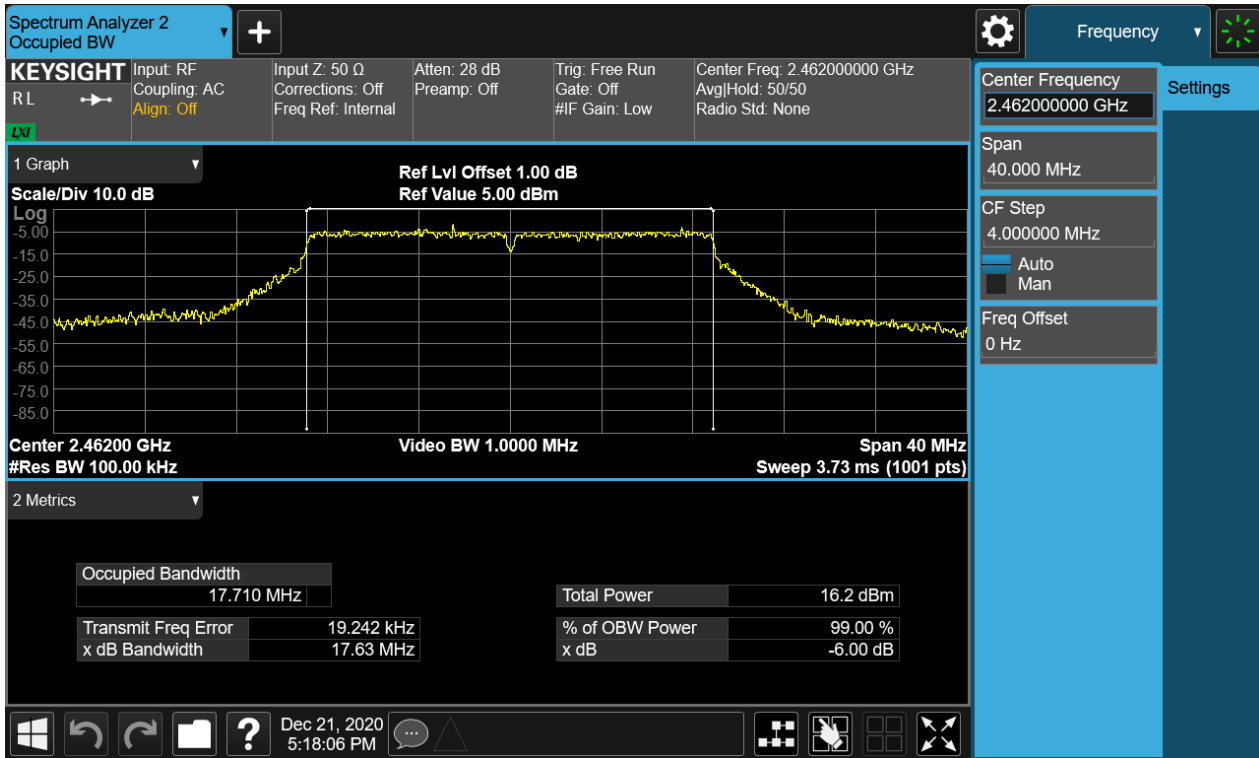 Spectrum Analyzer 2
Occupied BW
+
Frequency
KEYSIGHT
R L
LXI
Input: RF
Coupling: AC
Align: Off
Input Z: 50 Ω
Corrections: Off
Freq Ref: Internal
Atten: 28 dB
Preamp: Off
Trig: Free Run
Gate: Off
#IF Gain: Low
Center Freq: 2.462000000 GHz
Avg|Hold: 50/50
Radio Std: None
Center Frequency
2.462000000 GHz
Settings
Span
40.000 MHz
CF Step
4.000000 MHz
Auto
Man
Freq Offset
0 Hz
1 Graph
Scale/Div 10.0 dB
Ref Lvl Offset 1.00 dB
Ref Value 5.00 dBm
Log
-5.00
-15.0
-25.0
-35.0
-45.0
-55.0
-65.0
-75.0
-85.0
Center 2.46200 GHz
Video BW 1.0000 MHz
Span 40 MHz
#Res BW 100.00 kHz
Sweep 3.73 ms (1001 pts)
2 Metrics
Occupied Bandwidth
17.710 MHz
Total Power 16.2 dBm
Transmit Freq Error 19.242 kHz
% of OBW Power 99.00 %
x dB Bandwidth 17.63 MHz
x dB -6.00 dB
?
Dec 21, 2020
5:18:06 PM